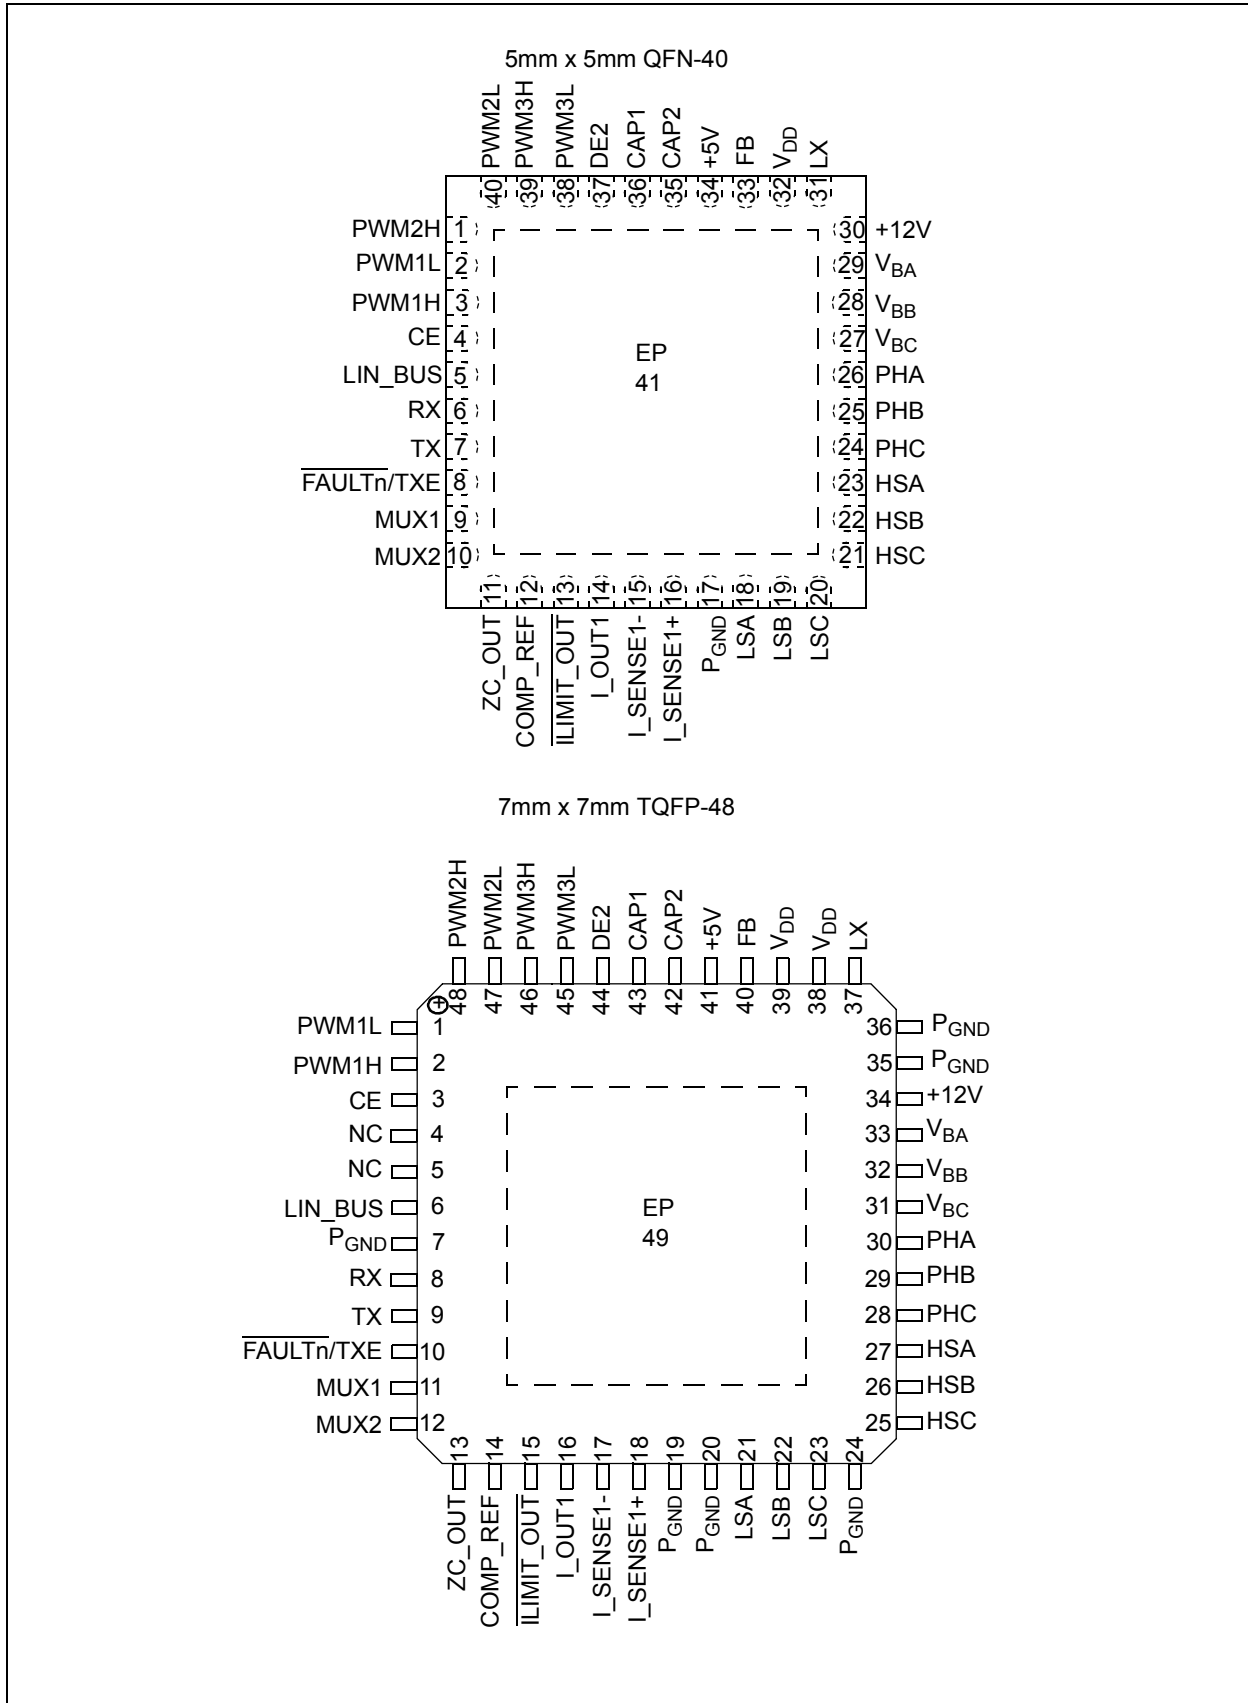 5mm x 5mm QFN-40
PWM2L
PWM3H
PWM3L
DE2
CAP1
CAP2
+5V
FB
VDD
LX
40
39
38
37
36
35
34
33
32
31
PWM2H 1
PWM1L 2
PWM1H 3
CE 4
LIN_BUS 5
RX 6
TX 7
FAULTn/TXE 8
MUX1 9
MUX2 10
EP
41
30 +12V
29 VBA
28 VBB
27 VBC
26 PHA
25 PHB
24 PHC
23 HSA
22 HSB
21 HSC
11
12
13
14
15
16
17
18
19
20
ZC_OUT
COMP_REF
ILIMIT_OUT
I_OUT1
I_SENSE1-
I_SENSE1+
PGND
LSA
LSB
LSC
7mm x 7mm TQFP-48
PWM2H
PWM2L
PWM3H
PWM3L
DE2
CAP1
CAP2
+5V
FB
VDD
VDD
LX
48
47
46
45
44
43
42
41
40
39
38
37
PWM1L 1
PWM1H 2
CE 3
NC 4
NC 5
LIN_BUS 6
PGND 7
RX 8
TX 9
FAULTn/TXE 10
MUX1 11
MUX2 12
EP
49
36 PGND
35 PGND
34 +12V
33 VBA
32 VBB
31 VBC
30 PHA
29 PHB
28 PHC
27 HSA
26 HSB
25 HSC
13
14
15
16
17
18
19
20
21
22
23
24
ZC_OUT
COMP_REF
ILIMIT_OUT
I_OUT1
I_SENSE1-
I_SENSE1+
PGND
PGND
LSA
LSB
LSC
PGND